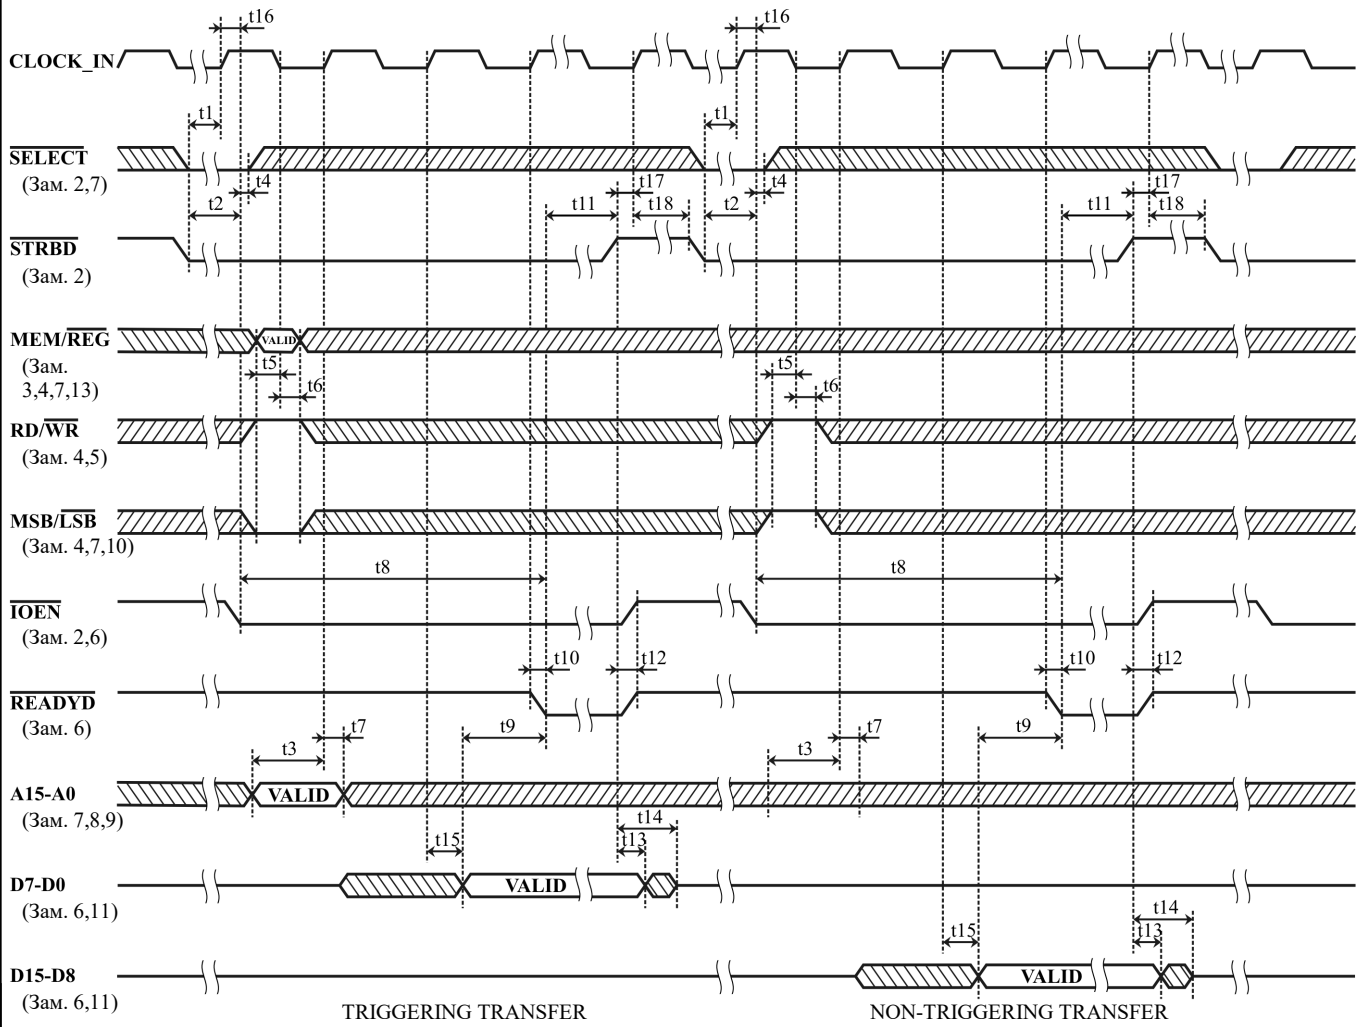 t16 t16
CLOCK_IN
t1 t1
SELECT
(Зам. 2,7)
t4 t17 t4 t17
t2 t11 t18 t2 t11 t18
STRBD
(Зам. 2)
MEM/REG VALID
(Зам.
3,4,7,13)
t5 t5
t6 t6
RD/WR
(Зам. 4,5)
MSB/LSB
(Зам. 4,7,10)
t8 t8
IOEN
(Зам. 2,6)
t10 t12 t10 t12
READYD
(Зам. 6)
t7 t9 t7 t9
t3 t3
A15-A0 VALID
(Зам. 7,8,9)
t14
t15 t13
D7-D0 VALID
(Зам. 6,11)
t14
t15 t13
D15-D8 VALID
(Зам. 6,11)
TRIGGERING TRANSFER NON-TRIGGERING TRANSFER